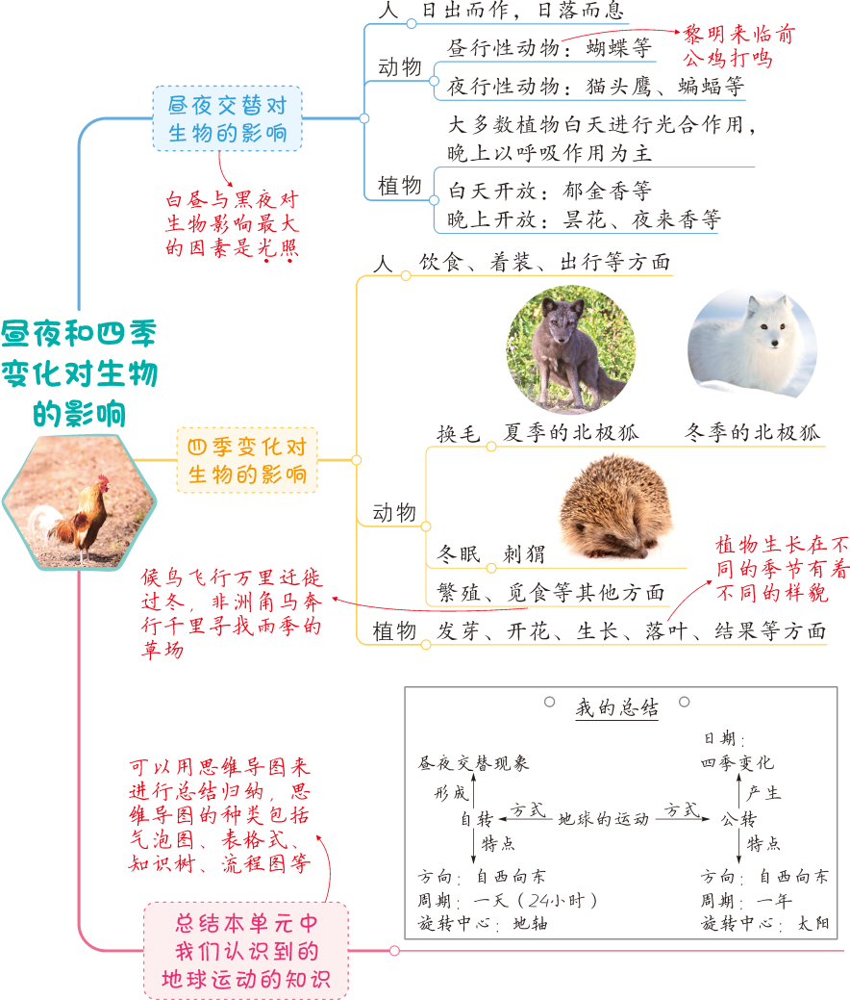 昼夜和四季
变化对生物
的影响
昼夜交替对
生物的影响
白昼与黑夜对
生物影响最大
的因素是光照
人 日出而作，日落而息
动物
昼行性动物：蝴蝶等
黎明来临前
公鸡打鸣
夜行性动物：猫头鹰、蝙蝠等
植物
大多数植物白天进行光合作用，
晚上以呼吸作用为主
白天开放：郁金香等
晚上开放：昙花、夜来香等
四季变化对
生物的影响
人 饮食、着装、出行等方面
动物
换毛 夏季的北极狐 冬季的北极狐
冬眠 刺猬
繁殖、觅食等其他方面
候鸟飞行万里迁徙
过冬，非洲角马奔
行千里寻找雨季的
草场
植物 发芽、开花、生长、落叶、结果等方面
植物生长在不
同的季节有着
不同的样貌
总结本单元中
我们认识到的
地球运动的知识
可以用思维导图来
进行总结归纳，思
维导图的种类包括
气泡图、表格式、
知识树、流程图等
我的总结
日期：
昼夜交替现象 四季变化
形成 产生
自转 方式 地球的运动 方式 公转
特点 特点
方向：自西向东 方向：自西向东
周期：一天（24小时） 周期：一年
旋转中心：地轴 旋转中心：太阳